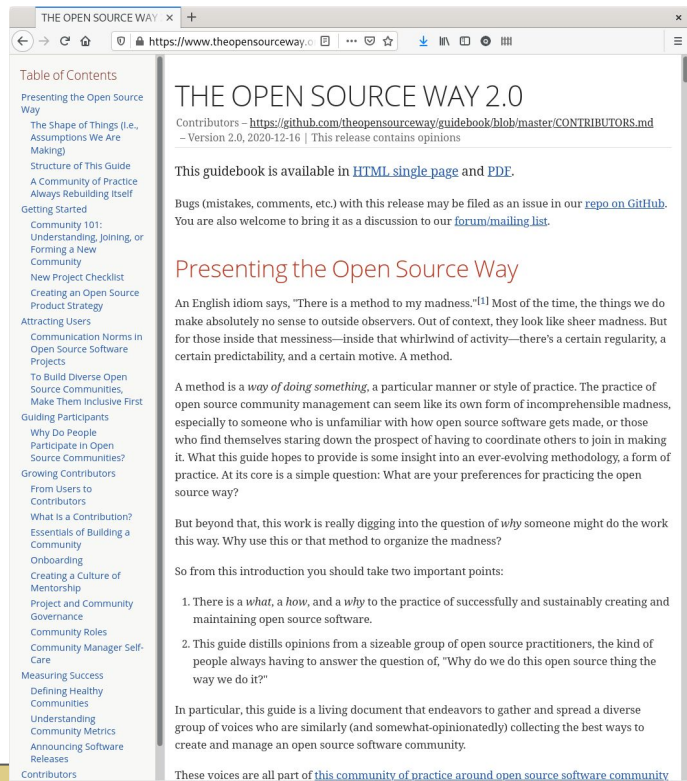 THE OPEN SOURCE WAY
https://www.theopensourceway.o
Table of Contents
Presenting the Open Source
Way
The Shape of Things (I.e.,
Assumptions We Are
Making)
Structure of This Guide
A Community of Practice
Always Rebuilding Itself
Getting Started
Community 101:
Understanding, Joining, or
Forming a New
Community
New Project Checklist
Creating an Open Source
Product Strategy
Attracting Users
Communication Norms in
Open Source Software
Projects
To Build Diverse Open
Source Communities,
Make Them Inclusive First
Guiding Participants
Why Do People
Participate in Open
Source Communities?
Growing Contributors
From Users to
Contributors
What Is a Contribution?
Essentials of Building a
Community
Onboarding
Creating a Culture of
Mentorship
Project and Community
Governance
Community Roles
Community Manager Self-
Care
Measuring Success
Defining Healthy
Communities
Understanding
Community Metrics
Announcing Software
Releases
Contributors
THE OPEN SOURCE WAY 2.0
Contributors – https://github.com/theopensourceway/guidebook/blob/master/CONTRIBUTORS.md
– Version 2.0, 2020-12-16 | This release contains opinions
This guidebook is available in HTML single page and PDF.
Bugs (mistakes, comments, etc.) with this release may be filed as an issue in our repo on GitHub.
You are also welcome to bring it as a discussion to our forum/mailing list.
Presenting the Open Source Way
An English idiom says, "There is a method to my madness."[1] Most of the time, the things we do
make absolutely no sense to outside observers. Out of context, they look like sheer madness. But
for those inside that messiness—inside that whirlwind of activity—there's a certain regularity, a
certain predictability, and a certain motive. A method.
A method is a way of doing something, a particular manner or style of practice. The practice of
open source community management can seem like its own form of incomprehensible madness,
especially to someone who is unfamiliar with how open source software gets made, or those
who find themselves staring down the prospect of having to coordinate others to join in making
it. What this guide hopes to provide is some insight into an ever-evolving methodology, a form of
practice. At its core is a simple question: What are your preferences for practicing the open
source way?
But beyond that, this work is really digging into the question of why someone might do the work
this way. Why use this or that method to organize the madness?
So from this introduction you should take two important points:
1. There is a what, a how, and a why to the practice of successfully and sustainably creating and
maintaining open source software.
2. This guide distills opinions from a sizeable group of open source practitioners, the kind of
people always having to answer the question of, "Why do we do this open source thing the
way we do it?"
In particular, this guide is a living document that endeavors to gather and spread a diverse
group of voices who are similarly (and somewhat-opinionatedly) collecting the best ways to
create and manage an open source software community.
These voices are all part of this community of practice around open source software community